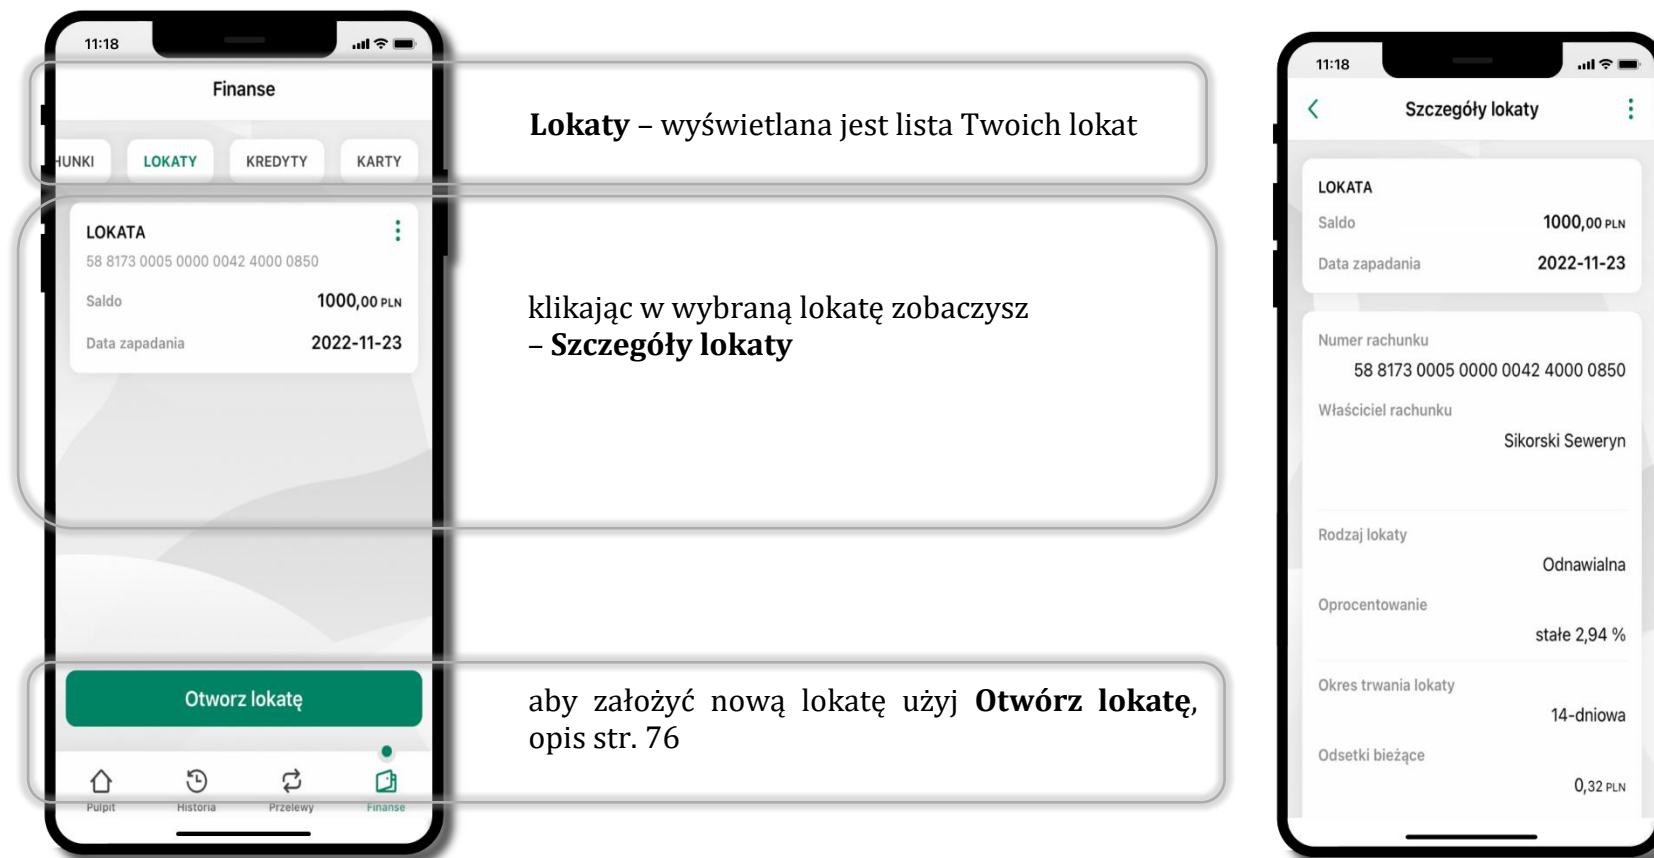 11:18
Finanse
HUNKI LOKATY KREDYTY KARTY
LOKATA
58 8173 0005 0000 0042 4000 0850
Saldo 1000,00 PLN
Data zapadania 2022-11-23
Otworz lokatę
Pulpit Historia Przelewy Finanse
Lokaty – wyświetlana jest lista Twoich lokat
klikając w wybraną lokatę zobaczysz
– Szczegóły lokaty
aby założyć nową lokatę użyj Otwórz lokatę,
opis str. 76
11:18
Szczegóły lokaty
LOKATA
Saldo 1000,00 PLN
Data zapadania 2022-11-23
Numer rachunku
58 8173 0005 0000 0042 4000 0850
Właściciel rachunku
Sikorski Seweryn
Rodzaj lokaty
Odnawialna
Oprocentowanie
stałe 2,94 %
Okres trwania lokaty
14-dniowa
Odsetki bieżące
0,32 PLN